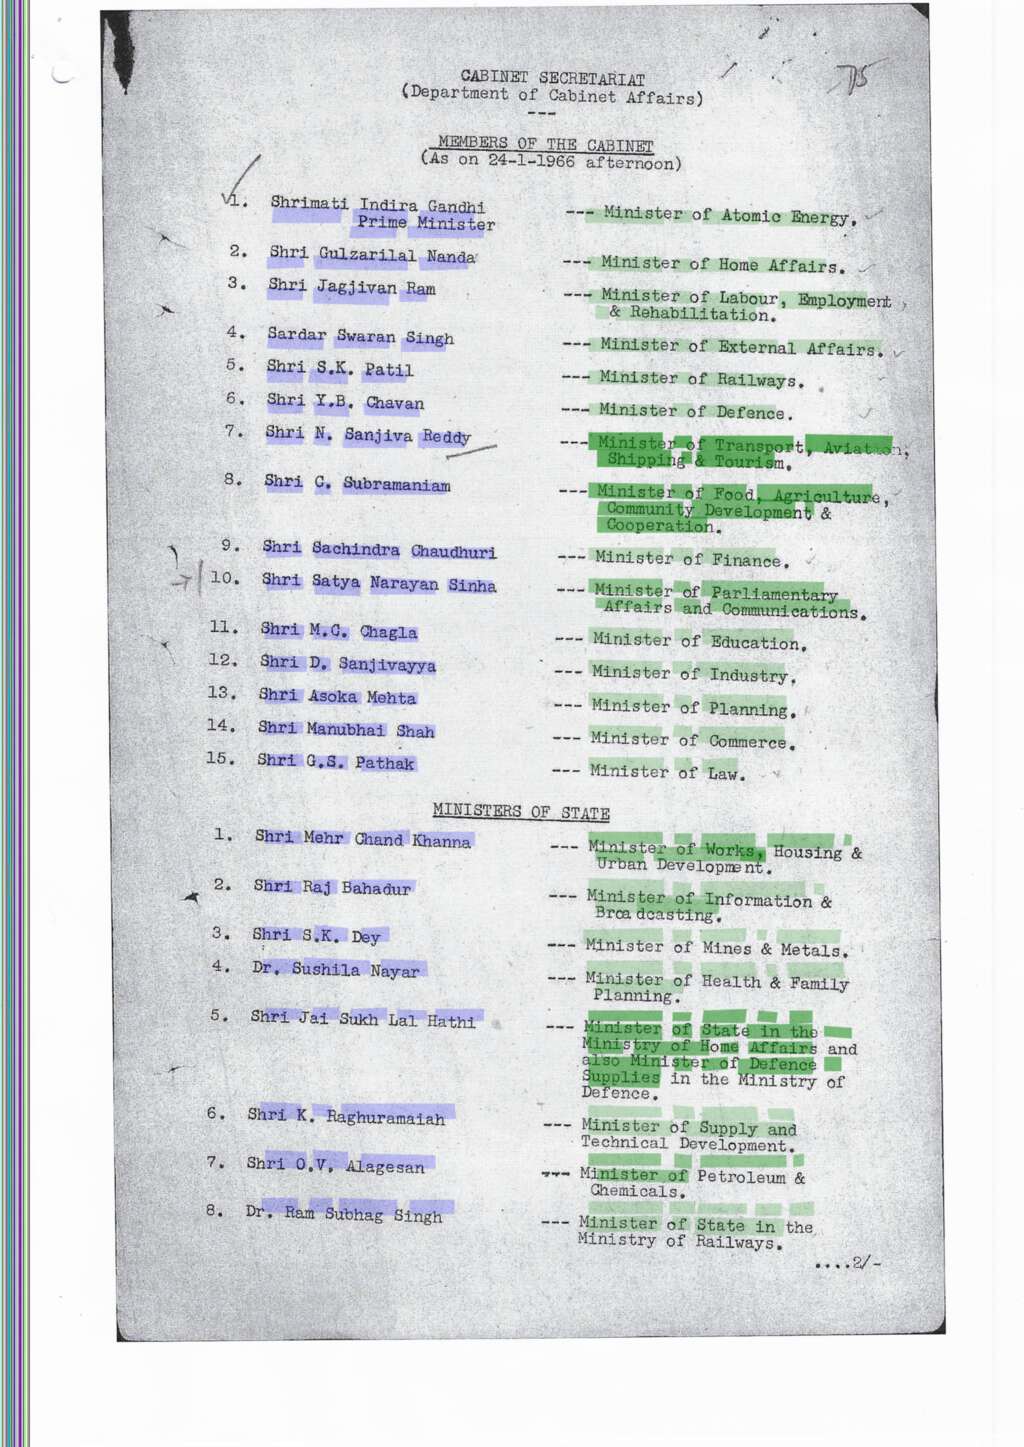 75
CABINET SECRETARIAT
(Department of Cabinet Affairs)
---
MEMBERS OF THE CABINET
(As on 24-1-1966 afternoon)
1. Shrimati Indira Gandhi --- Minister of Atomic Energy.
Prime Minister
2. Shri Gulzarilal Nanda --- Minister of Home Affairs.
3. Shri Jagjivan Ram --- Minister of Labour, Employment
& Rehabilitation.
4. Sardar Swaran Singh --- Minister of External Affairs.
5. Shri S.K. Patil --- Minister of Railways.
6. Shri Y.B. Chavan --- Minister of Defence.
7. Shri N. Sanjiva Reddy --- Minister of Transport, Aviation,
Shipping & Tourism.
8. Shri C. Subramaniam --- Minister of Food, Agriculture,
Community Development &
Cooperation.
9. Shri Sachindra Chaudhuri --- Minister of Finance.
10. Shri Satya Narayan Sinha --- Minister of Parliamentary
Affairs and Communications.
11. Shri M.C. Chagla --- Minister of Education.
12. Shri D. Sanjivayya --- Minister of Industry.
13. Shri Asoka Mehta --- Minister of Planning.
14. Shri Manubhai Shah --- Minister of Commerce.
15. Shri G.S. Pathak --- Minister of Law.
MINISTERS OF STATE
1. Shri Mehr Chand Khanna --- Minister of Works, Housing &
Urban Development.
2. Shri Raj Bahadur --- Minister of Information &
Broadcasting.
3. Shri S.K. Dey --- Minister of Mines & Metals.
4. Dr. Sushila Nayar --- Minister of Health & Family
Planning.
5. Shri Jai Sukh Lal Hathi --- Minister of State in the
Ministry of Home Affairs and
also Minister of Defence
Supplies in the Ministry of
Defence.
6. Shri K. Raghuramaiah --- Minister of Supply and
Technical Development.
7. Shri O.V. Alagesan --- Minister of Petroleum &
Chemicals.
8. Dr. Ram Subhag Singh --- Minister of State in the
Ministry of Railways.
....2/-